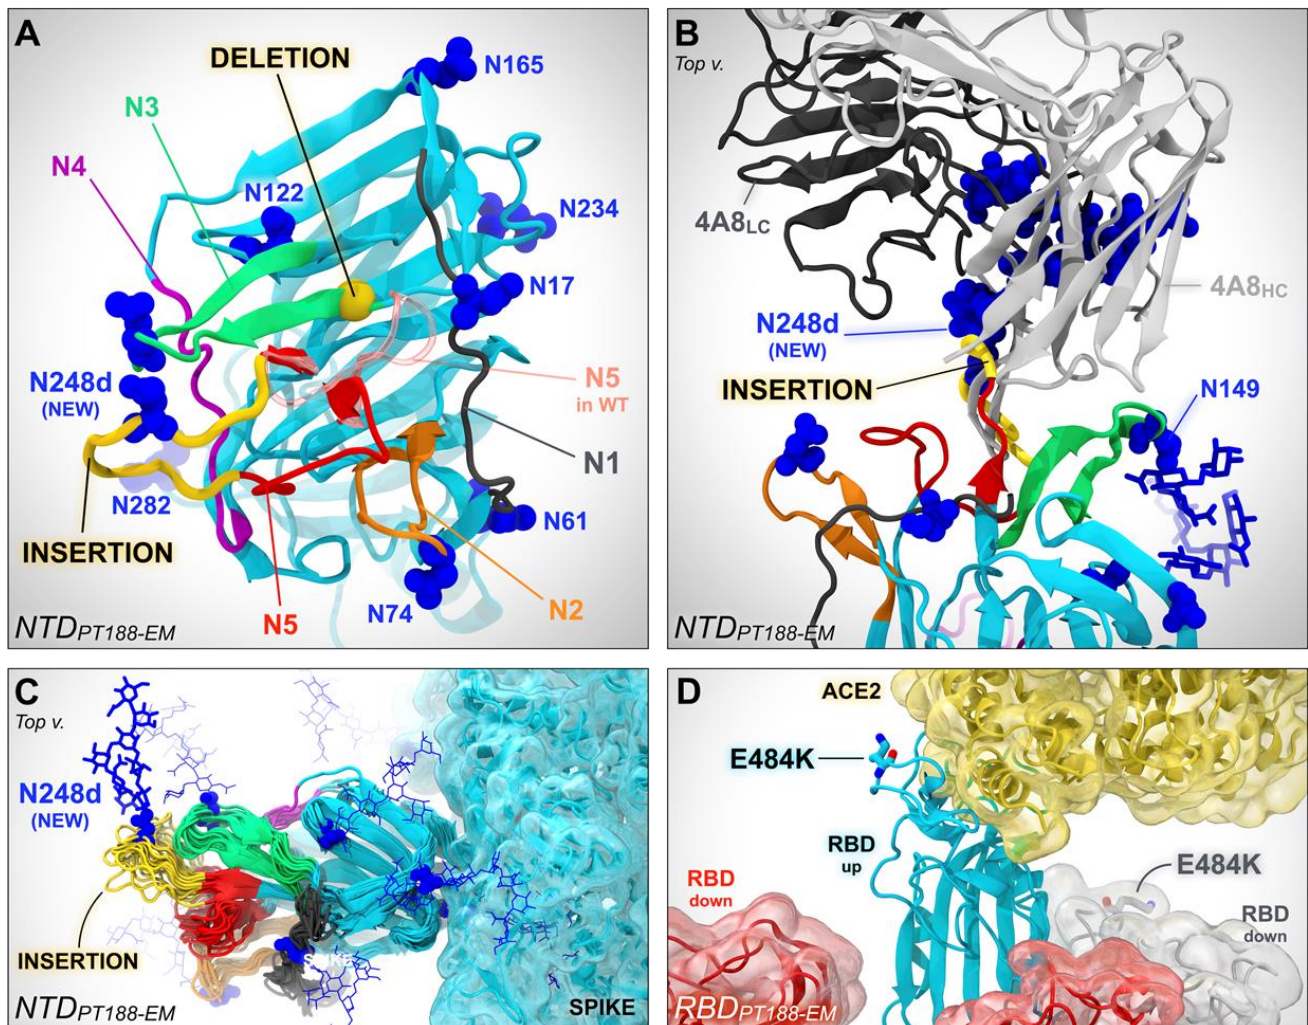 A
DELETION
N165
N3
N4
N122
N234
N17
N248d
(NEW)
N5
in WT
N1
N282
N61
INSERTION
N74
N5
N2
NTDPT188-EM
B
Top v.
4A8LC
4A8HC
N248d
(NEW)
INSERTION
N149
NTDPT188-EM
C
Top v.
N248d
(NEW)
INSERTION
SPIKE
NTDPT188-EM
SPIKE
D
ACE2
E484K
RBD
up
E484K
RBD
down
RBD
down
RBDPT188-EM